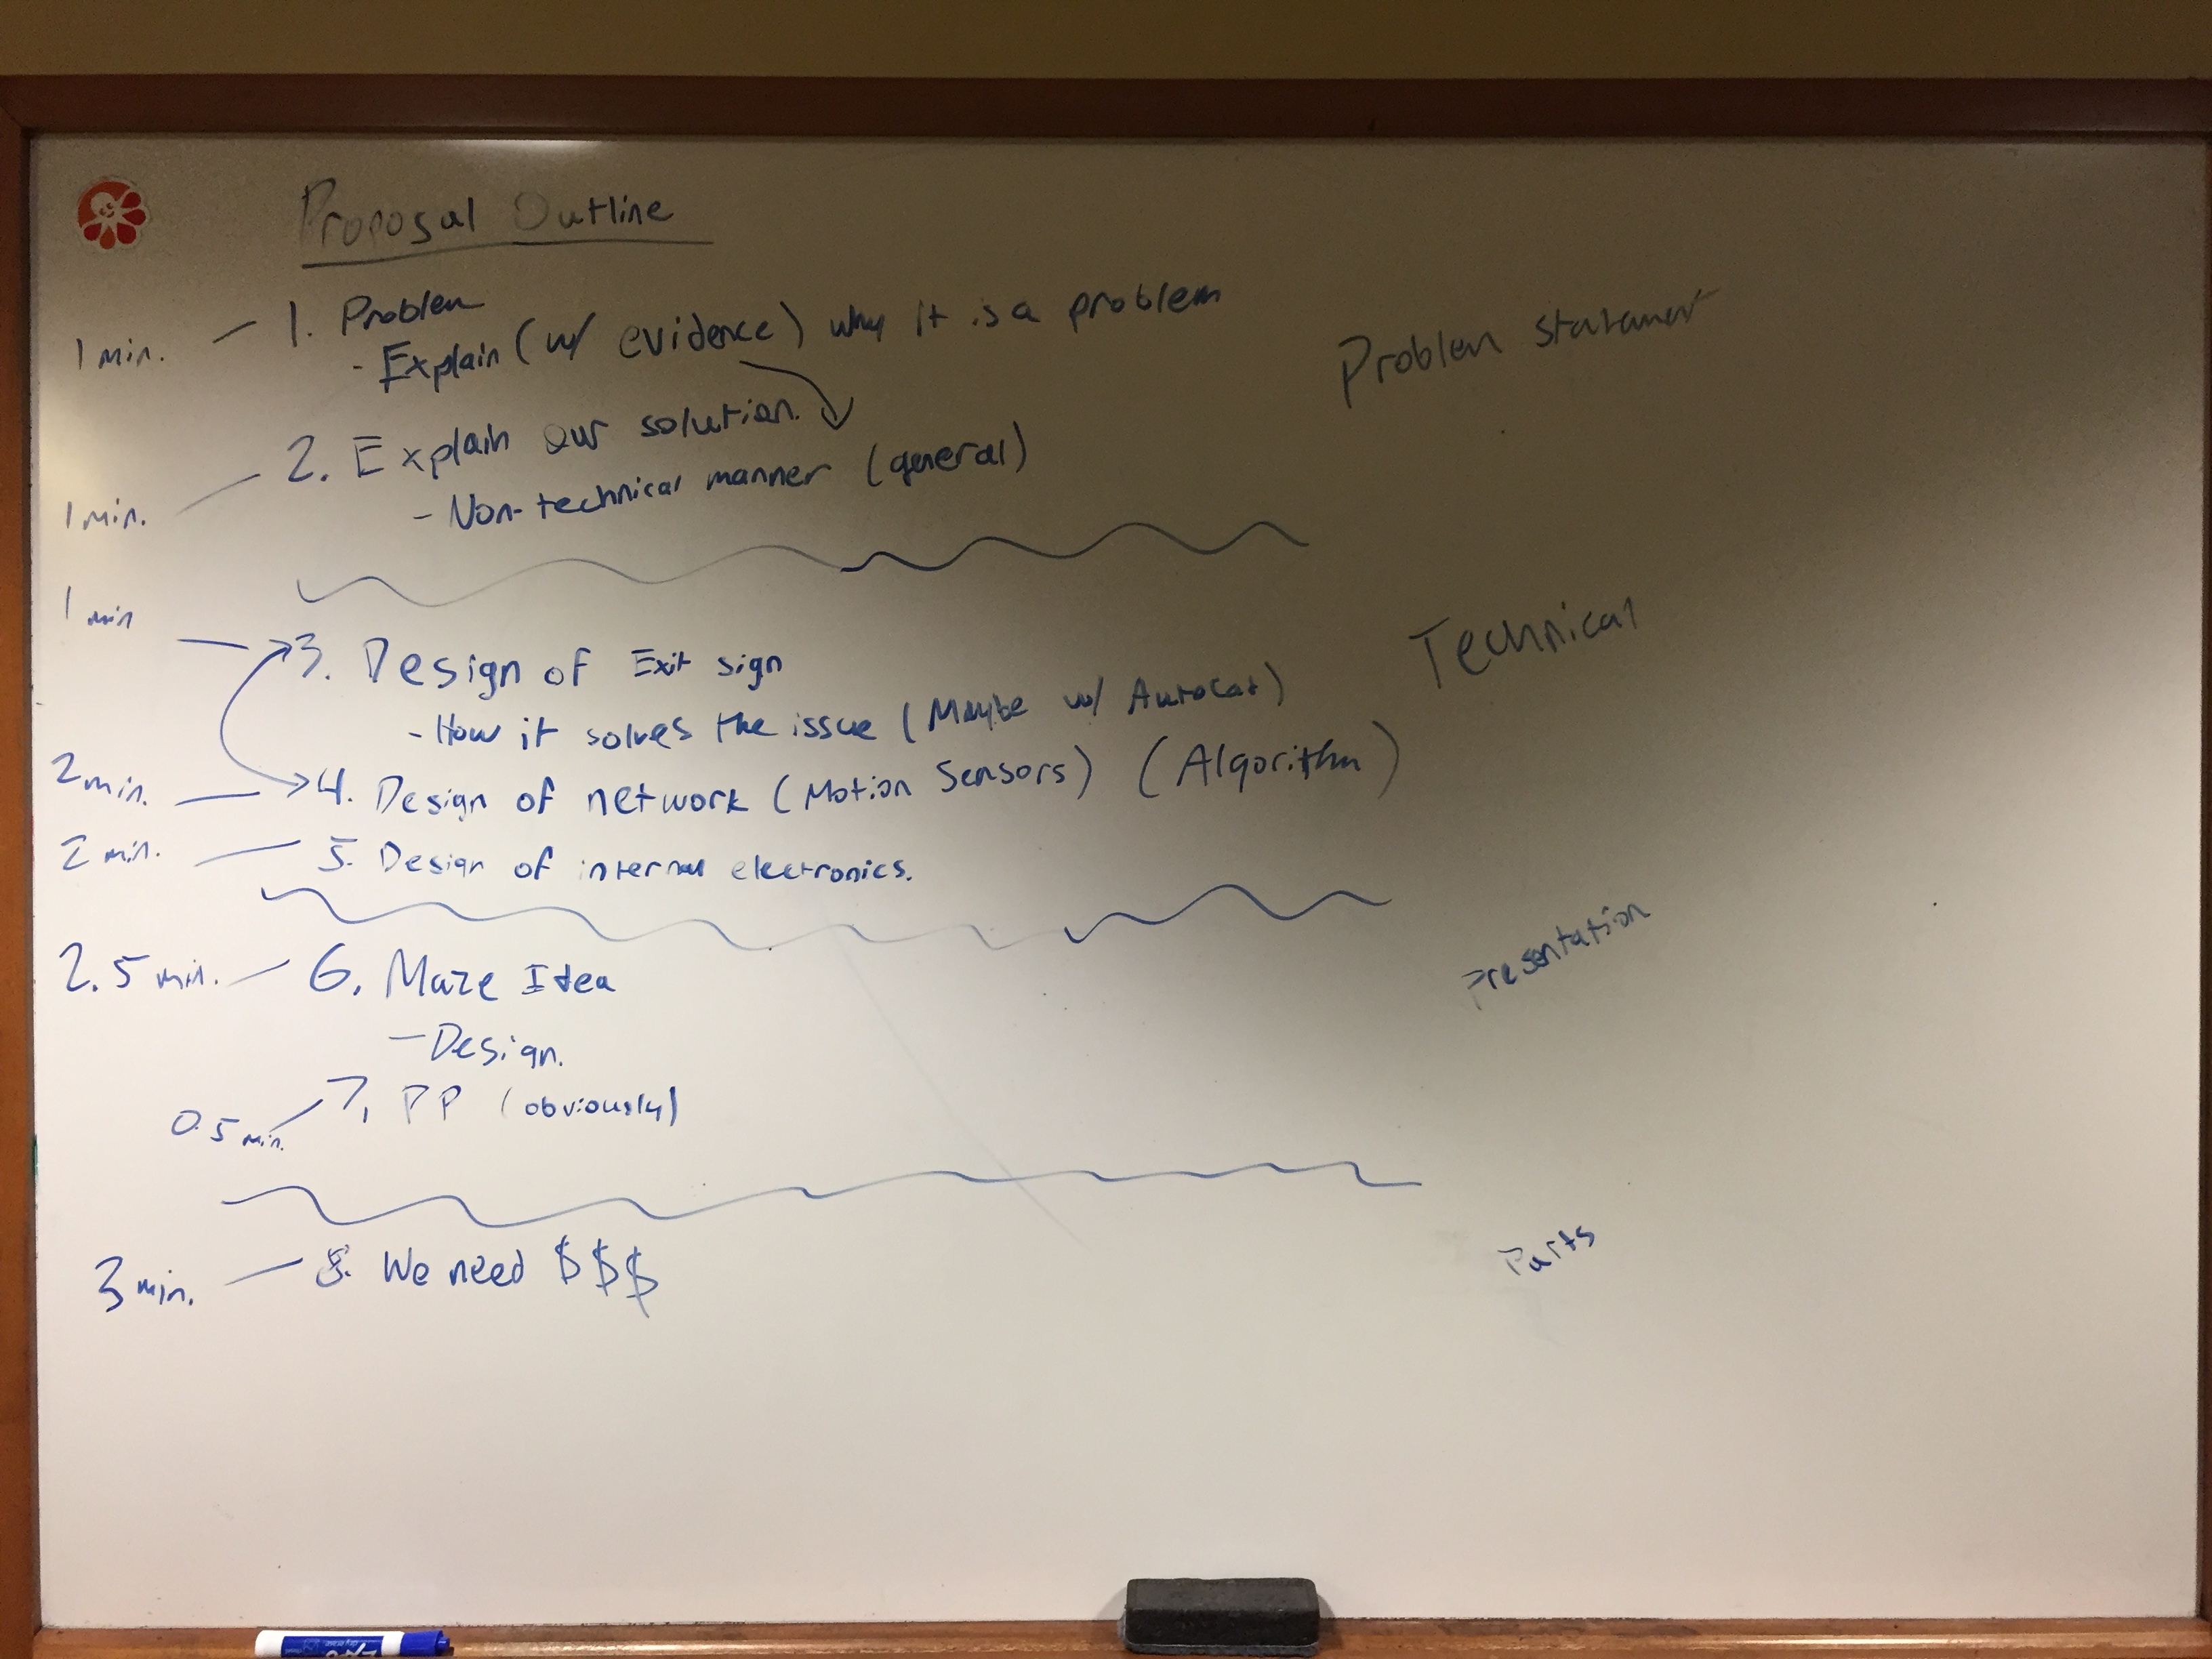 Proposal Outline
1 min. — 1. Problem
- Explain (w/ evidence) why it is a problem
Problem statement
1 min. — 2. Explain our solution.
- Non-technical manner (general)
1 min — 3. Design of Exit sign
Technical
- How it solves the issue (Maybe w/ AutoCat)
2 min. — 4. Design of network (Motion Sensors) (Algorithm)
2 min. — 5. Design of internal electronics.
2.5 min. — 6. Maze Idea
Presentation
- Design.
0.5 min. — 7. PP (obviously)
3 min. — 8. We need $$$
Parts